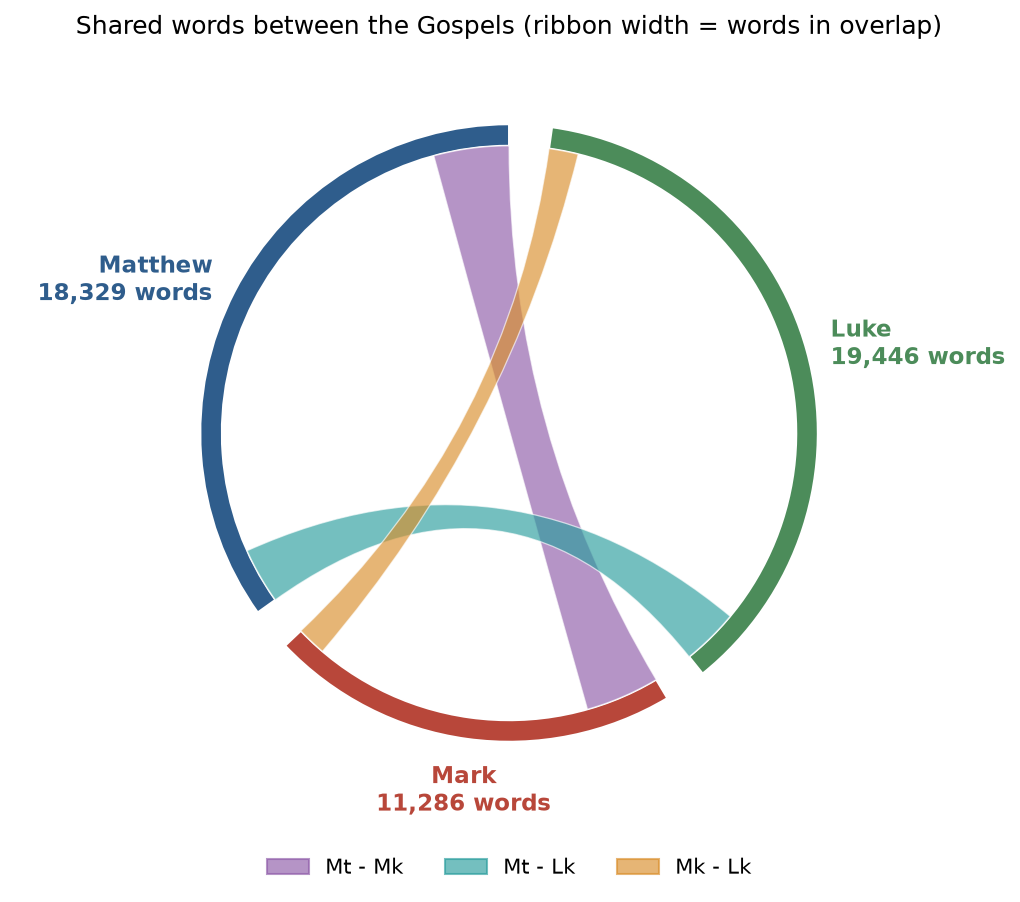 Shared words between the Gospels (ribbon width = words in overlap)
Matthew
18,329 words
Luke
19,446 words
Mark
11,286 words
Mt - Mk
Mt - Lk
Mk - Lk